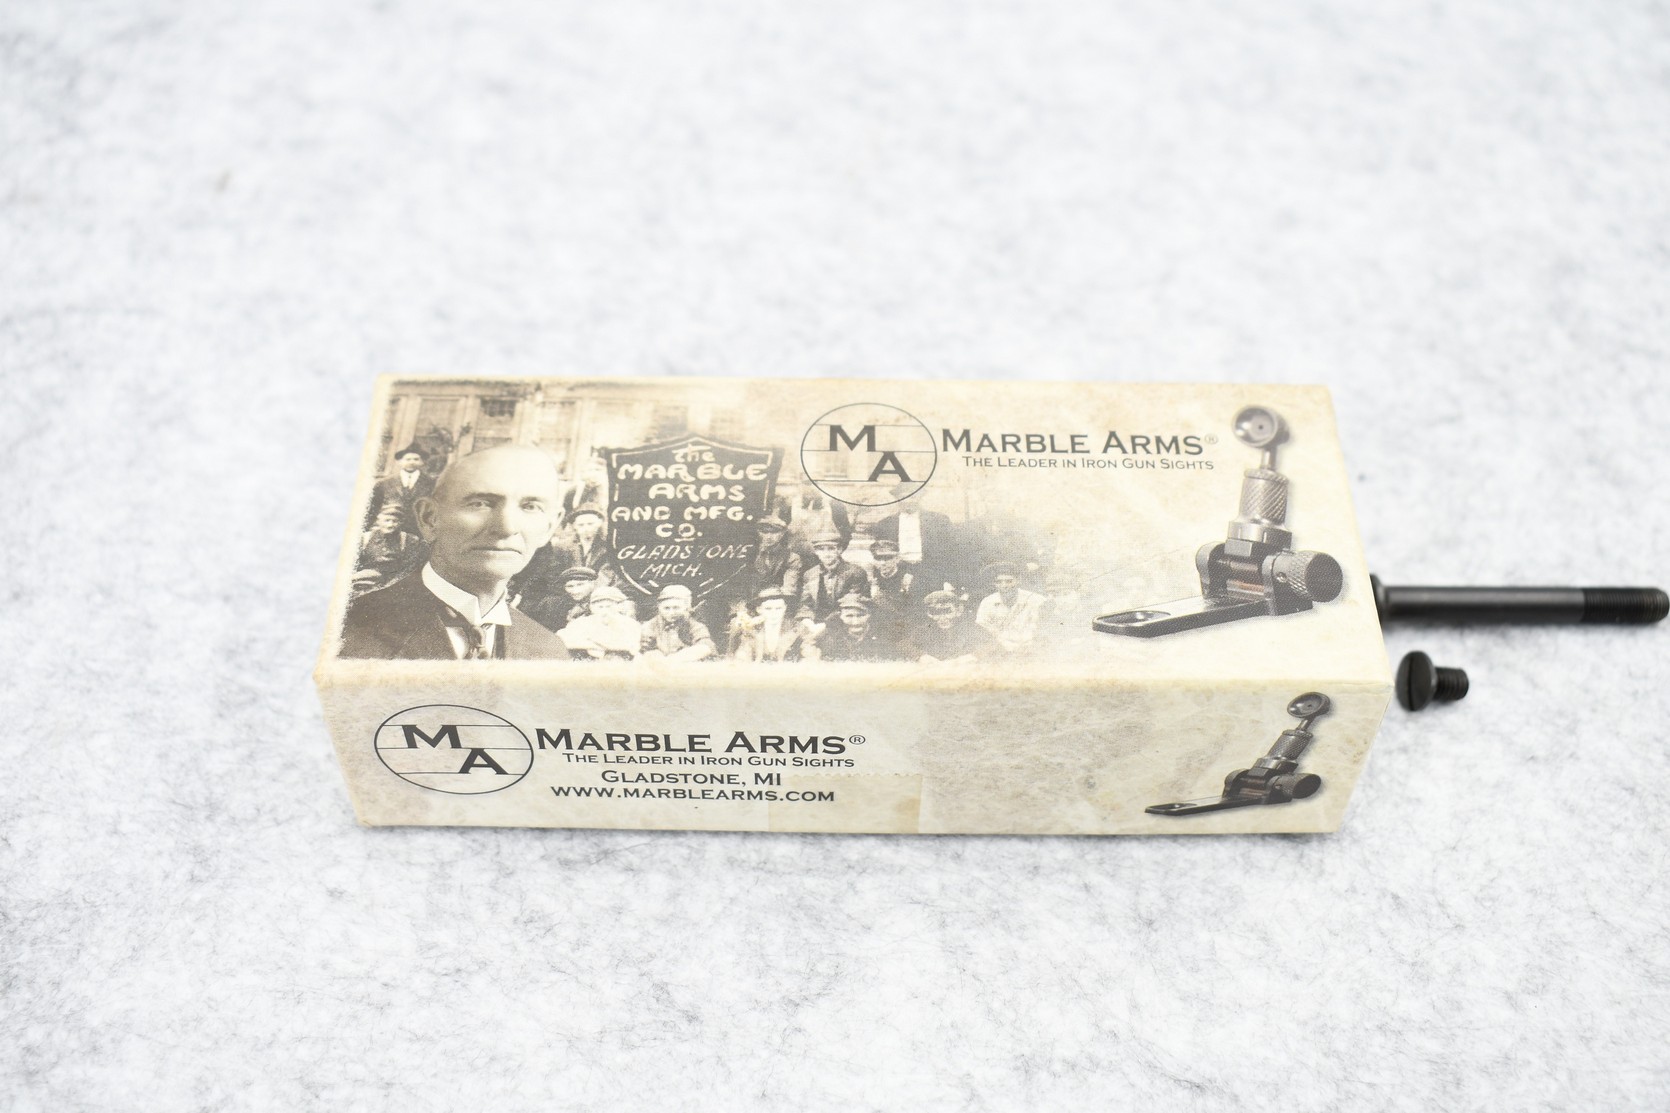 the
MARBLE
ARMS
AND MFG.
CO.
GLADSTONE
MICH.
MA
MARBLE ARMS®
THE LEADER IN IRON GUN SIGHTS
MA
MARBLE ARMS®
THE LEADER IN IRON GUN SIGHTS
GLADSTONE, MI
WWW.MARBLEARMS.COM